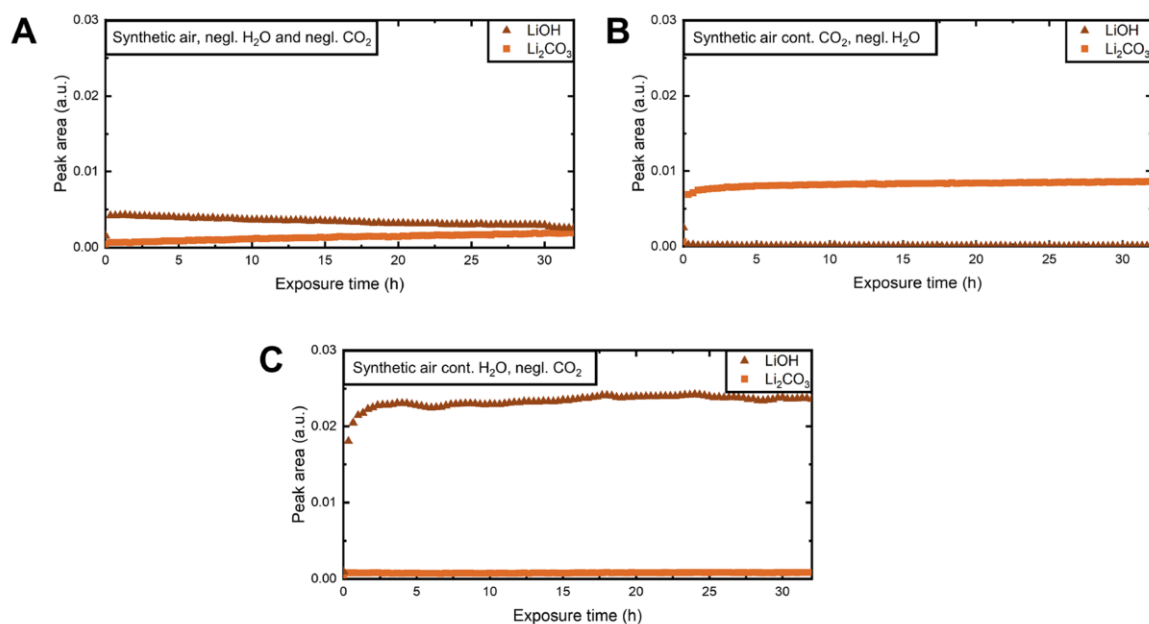 A
Synthetic air, negl. H₂O and negl. CO₂
LiOH
Li₂CO₃
Peak area (a.u.)
0.03
0.02
0.01
0.00
0 5 10 15 20 25 30
Exposure time (h)
B
Synthetic air cont. CO₂, negl. H₂O
LiOH
Li₂CO₃
Peak area (a.u.)
0.03
0.02
0.01
0.00
0 5 10 15 20 25 30
Exposure time (h)
C
Synthetic air cont. H₂O, negl. CO₂
LiOH
Li₂CO₃
Peak area (a.u.)
0.03
0.02
0.01
0.00
0 5 10 15 20 25 30
Exposure time (h)